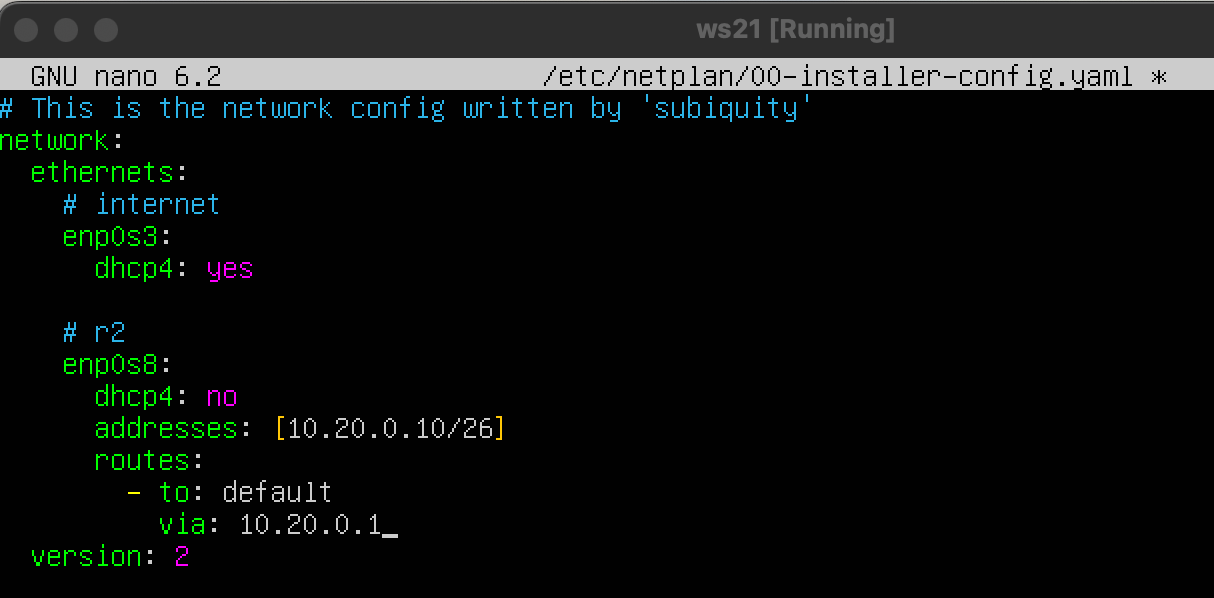 ws21 [Running]
GNU nano 6.2 /etc/netplan/00-installer-config.yaml *
# This is the network config written by 'subiquity'
network:
  ethernets:
    # internet
    enp0s3:
      dhcp4: yes

    # r2
    enp0s8:
      dhcp4: no
      addresses: [10.20.0.10/26]
      routes:
        - to: default
          via: 10.20.0.1_
  version: 2